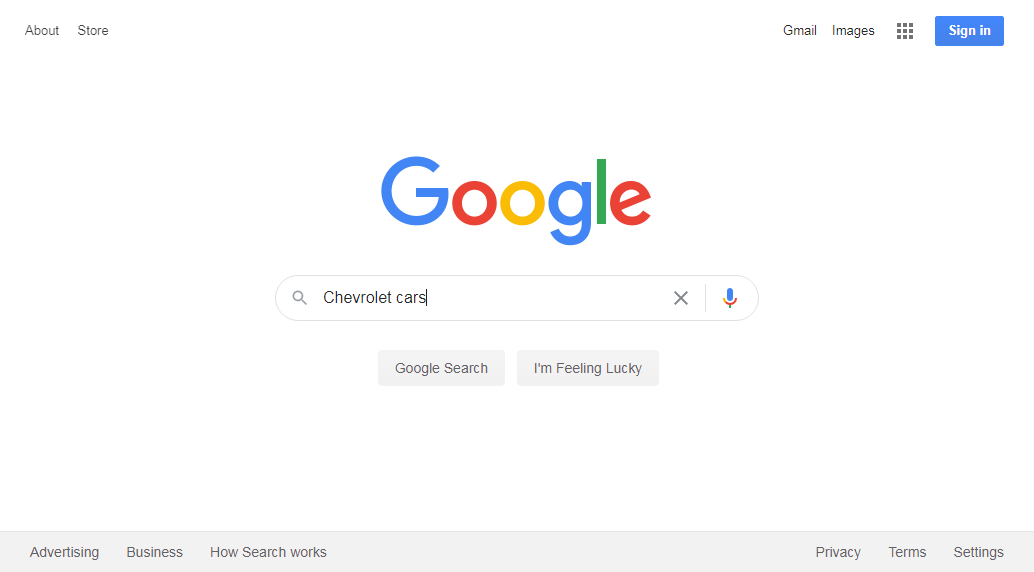 About Store Gmail Images Sign in
Google
Chevrolet cars
Google Search I'm Feeling Lucky
Advertising Business How Search works Privacy Terms Settings